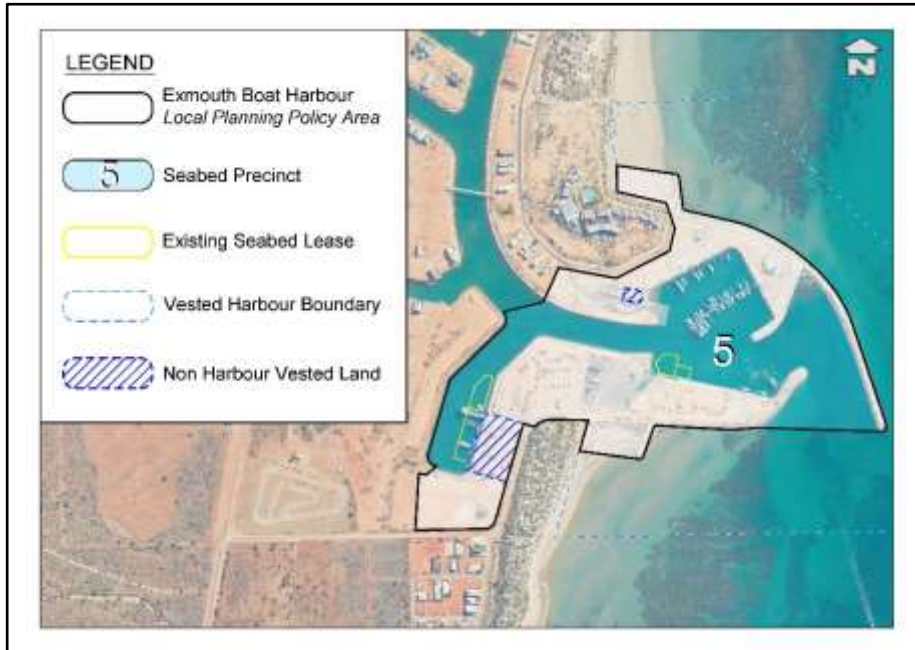 LEGEND
Exmouth Boat Harbour
Local Planning Policy Area
5
Seabed Precinct
Existing Seabed Lease
Vested Harbour Boundary
Non Harbour Vested Land
N
5